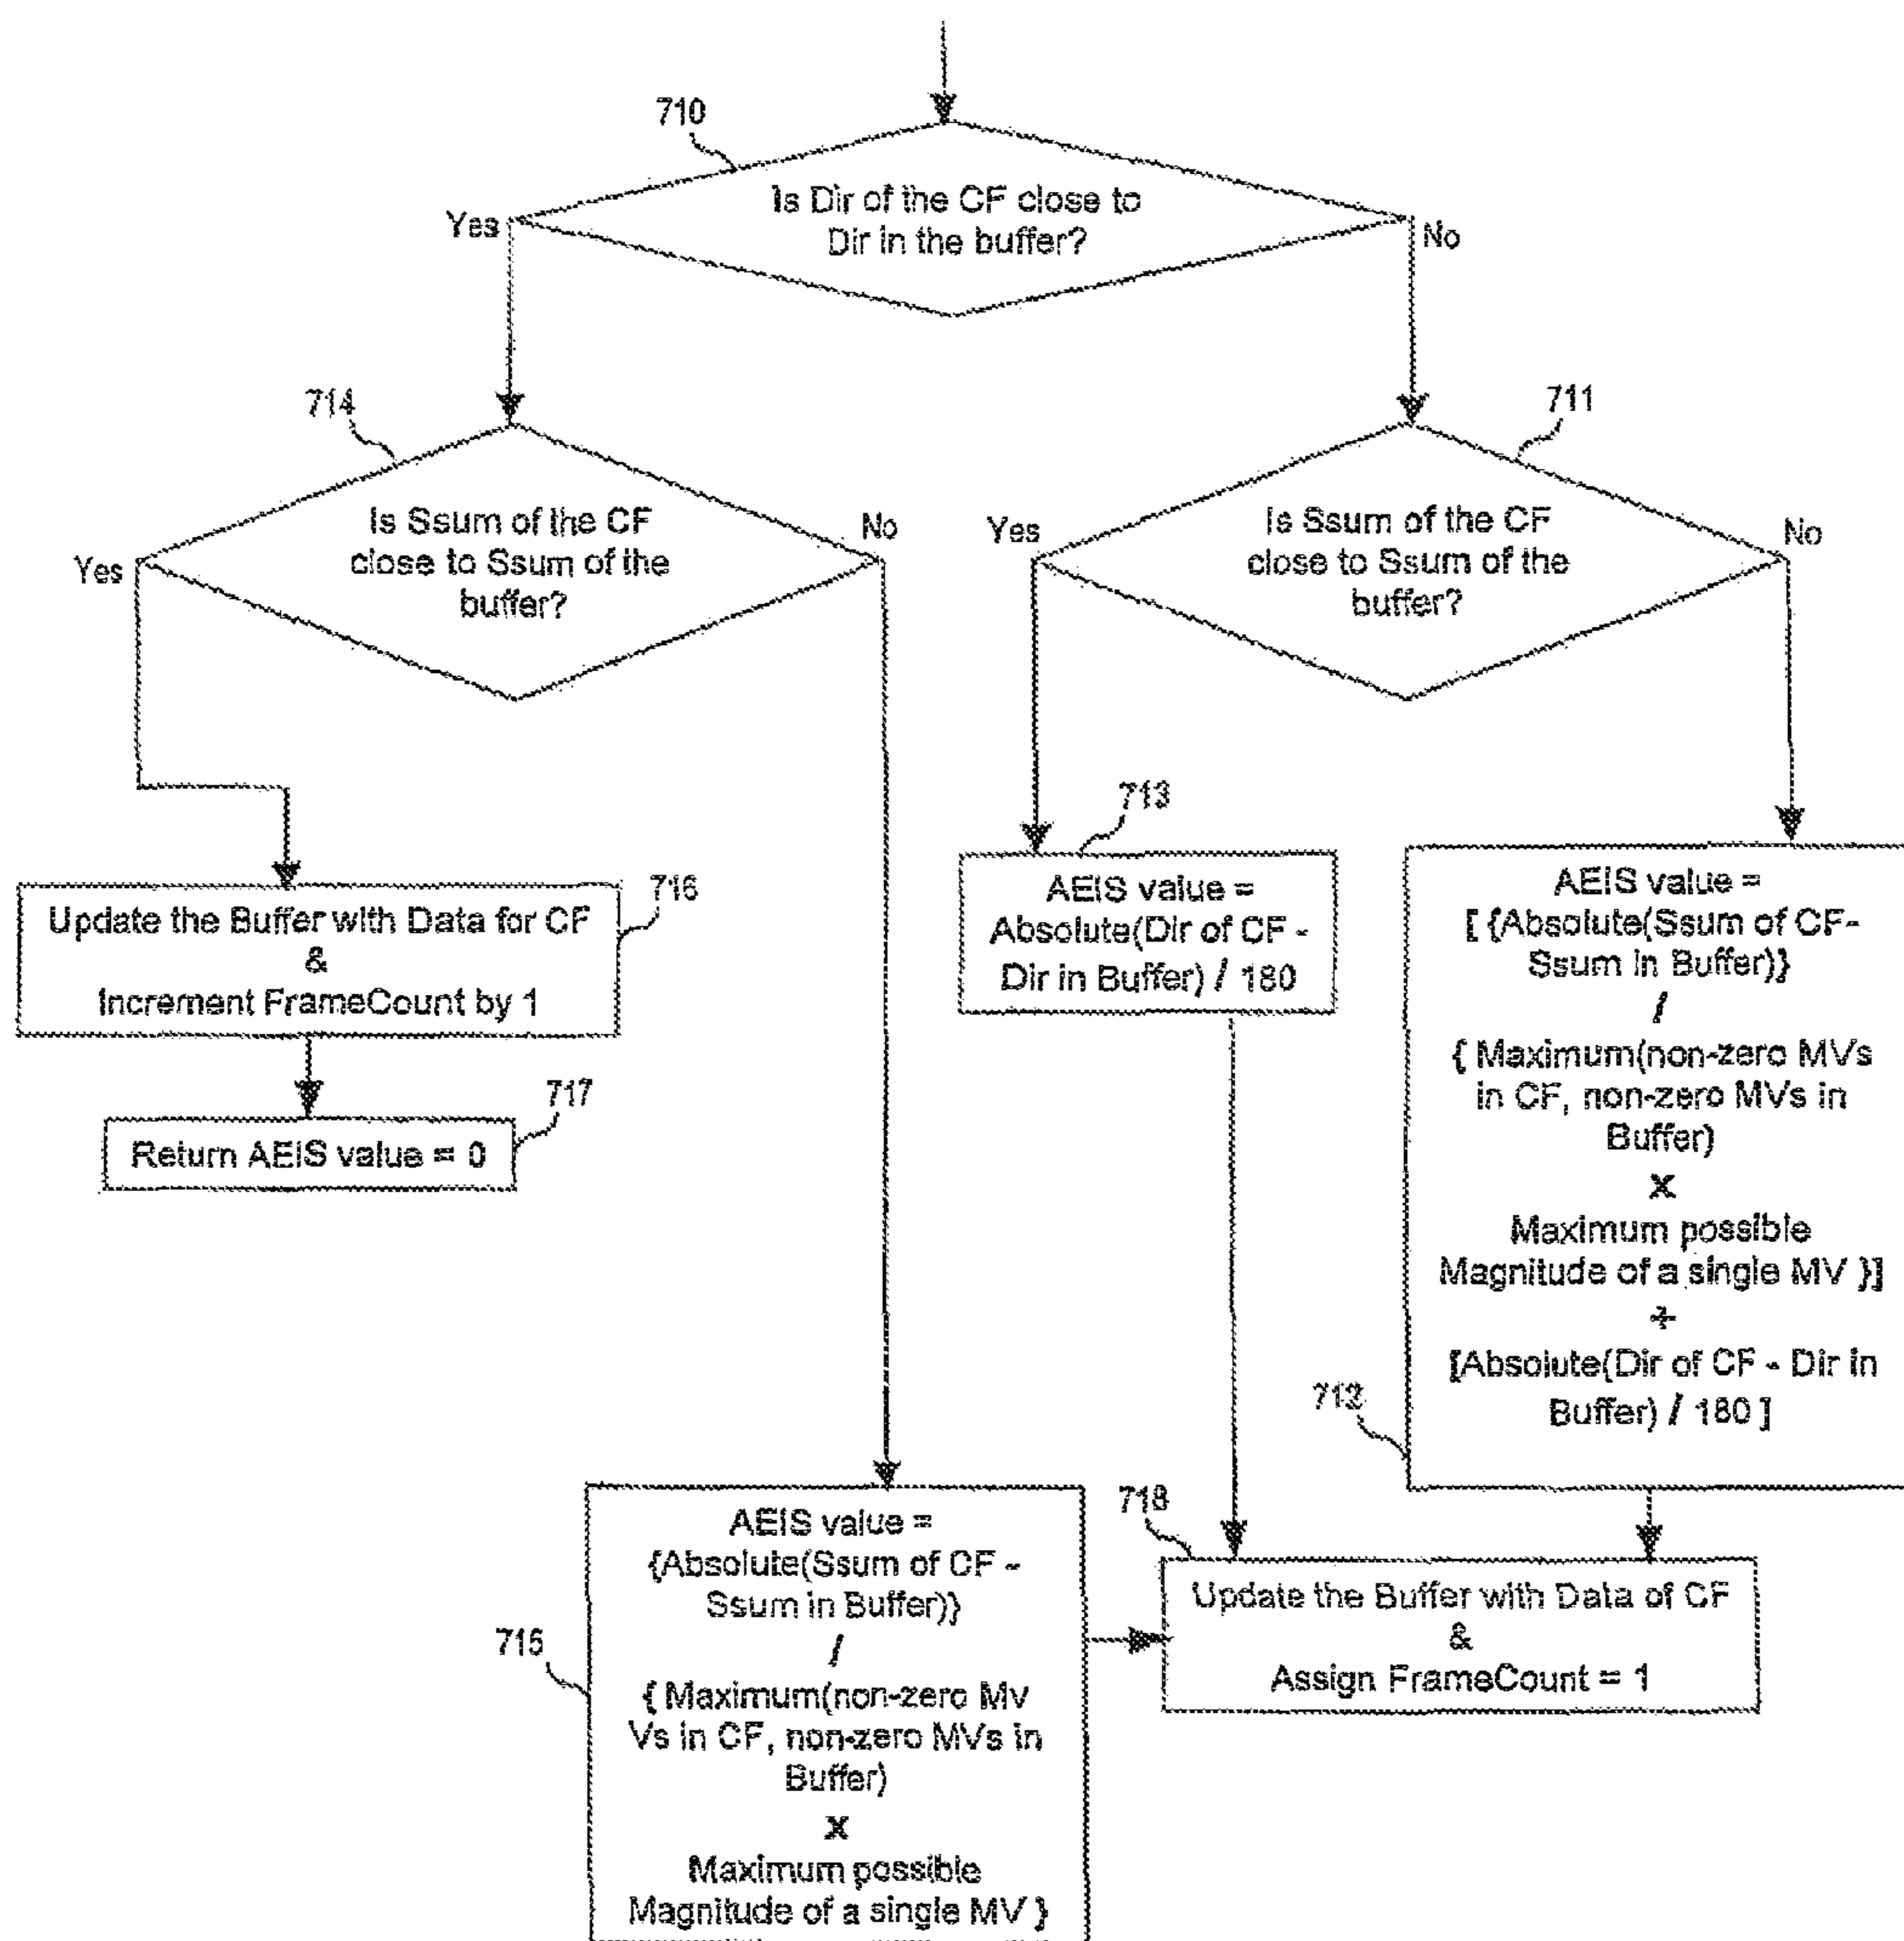 710
Is Dir of the CF close to
Dir in the buffer?
Yes
No
714
Is Ssum of the CF
close to Ssum of the
buffer?
Yes
No
711
Is Ssum of the CF
close to Ssum of the
buffer?
Yes
No
716
Update the Buffer with Data for CF
&
Increment FrameCount by 1
717
Return AEIS value = 0
713
AEIS value =
Absolute(Dir of CF -
Dir in Buffer) / 180
712
AEIS value =
[ {Absolute(Ssum of CF-
Ssum in Buffer)}
/
{ Maximum(non-zero MVs
in CF, non-zero MVs in
Buffer)
x
Maximum possible
Magnitude of a single MV }]
+
[Absolute(Dir of CF - Dir in
Buffer) / 180 ]
715
AEIS value =
{Absolute(Ssum of CF -
Ssum in Buffer)}
/
{ Maximum(non-zero Mv
Vs in CF, non-zero MVs in
Buffer)
x
Maximum possible
Magnitude of a single MV }
718
Update the Buffer with Data of CF
&
Assign FrameCount = 1